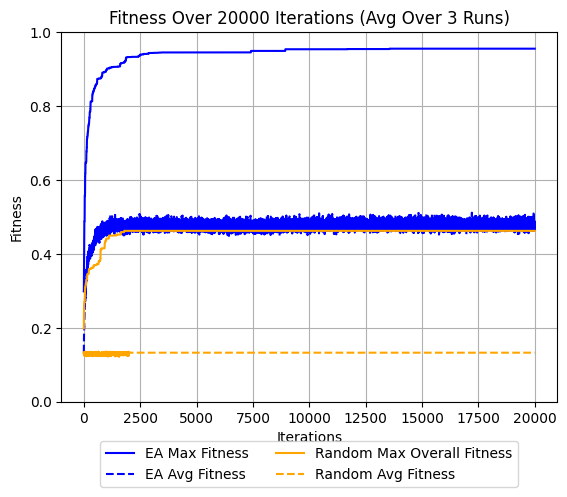 Fitness Over 20000 Iterations (Avg Over 3 Runs)
1.0
0.8
0.6
0.4
0.2
0.0
Fitness
0 2500 5000 7500 10000 12500 15000 17500 20000
Iterations
EA Max Fitness Random Max Overall Fitness
EA Avg Fitness Random Avg Fitness